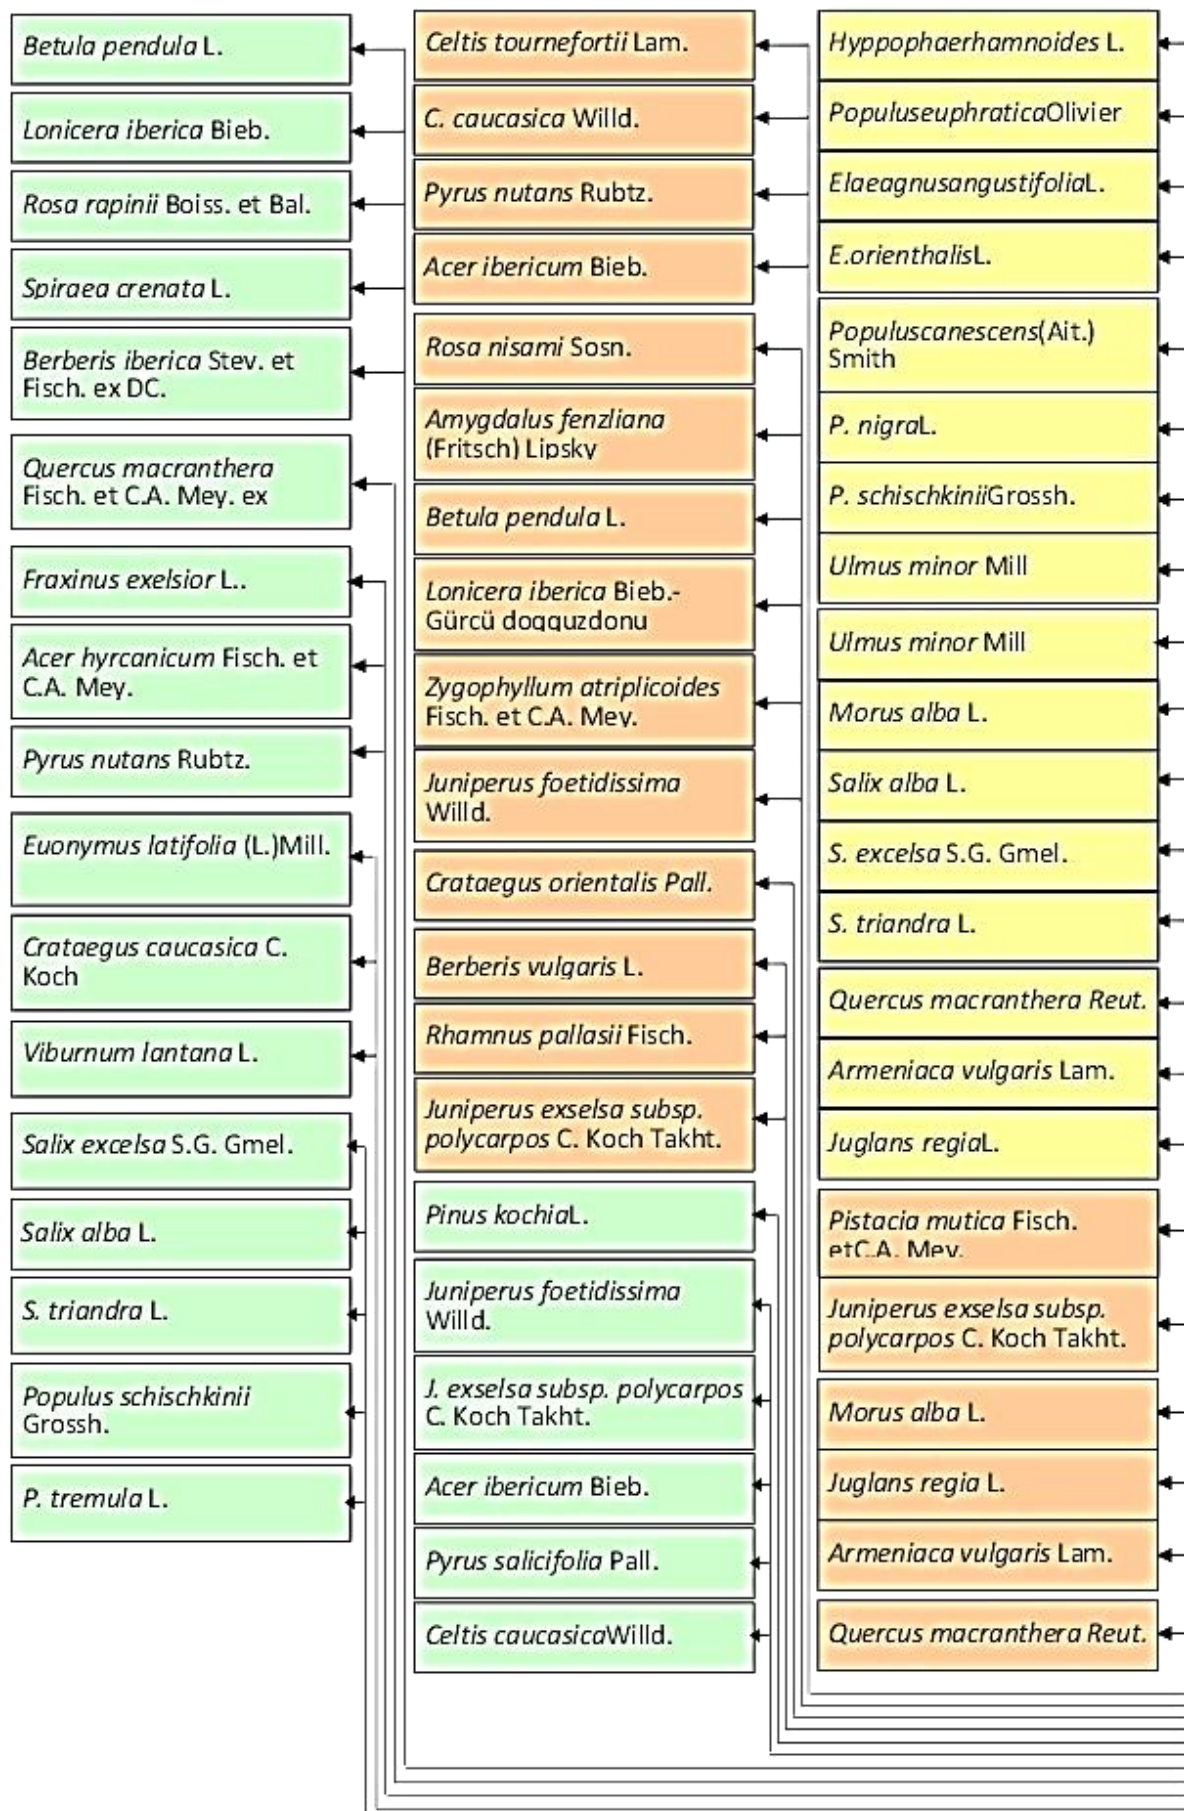 Betula pendula L.
Lonicera iberica Bieb.
Rosa rapinii Boiss. et Bal.
Spiraea crenata L.
Berberis iberica Stev. et
Fisch. ex DC.
Quercus macranthera
Fisch. et C.A. Mey. ex
Fraxinus exelsior L..
Acer hyrcanicum Fisch. et
C.A. Mey.
Pyrus nutans Rubtz.
Euonymus latifolia (L.)Mill.
Crataegus caucasica C.
Koch
Viburnum lantana L.
Salix excelsa S.G. Gmel.
Salix alba L.
S. triandra L.
Populus schischkinii
Grossh.
P. tremula L.
Celtis tournefortii Lam.
C. caucasica Willd.
Pyrus nutans Rubtz.
Acer ibericum Bieb.
Rosa nisami Sosn.
Amygdalus fenzliana
(Fritsch) Lipsky
Betula pendula L.
Lonicera iberica Bieb.-
Gürcü doqquzdonu
Zygophyllum atriplicoides
Fisch. et C.A. Mey.
Juniperus foetidissima
Willd.
Crataegus orientalis Pall.
Berberis vulgaris L.
Rhamnus pallasii Fisch.
Juniperus exselsa subsp.
polycarpos C. Koch Takht.
Pinus kochiaL.
Juniperus foetidissima
Willd.
J. exselsa subsp. polycarpos
C. Koch Takht.
Acer ibericum Bieb.
Pyrus salicifolia Pall.
Celtis caucasicaWilld.
Hyppophaerhamnoides L.
PopuluseuphraticaOlivier
ElaeagnusangustifoliaL.
E.orienthalisL.
Populuscanescens(Ait.)
Smith
P. nigraL.
P. schischkiniiGrossh.
Ulmus minor Mill
Ulmus minor Mill
Morus alba L.
Salix alba L.
S. excelsa S.G. Gmel.
S. triandra L.
Quercus macranthera Reut.
Armeniaca vulgaris Lam.
Juglans regiaL.
Pistacia mutica Fisch.
etC.A. Mey.
Juniperus exselsa subsp.
polycarpos C. Koch Takht.
Morus alba L.
Juglans regia L.
Armeniaca vulgaris Lam.
Quercus macranthera Reut.